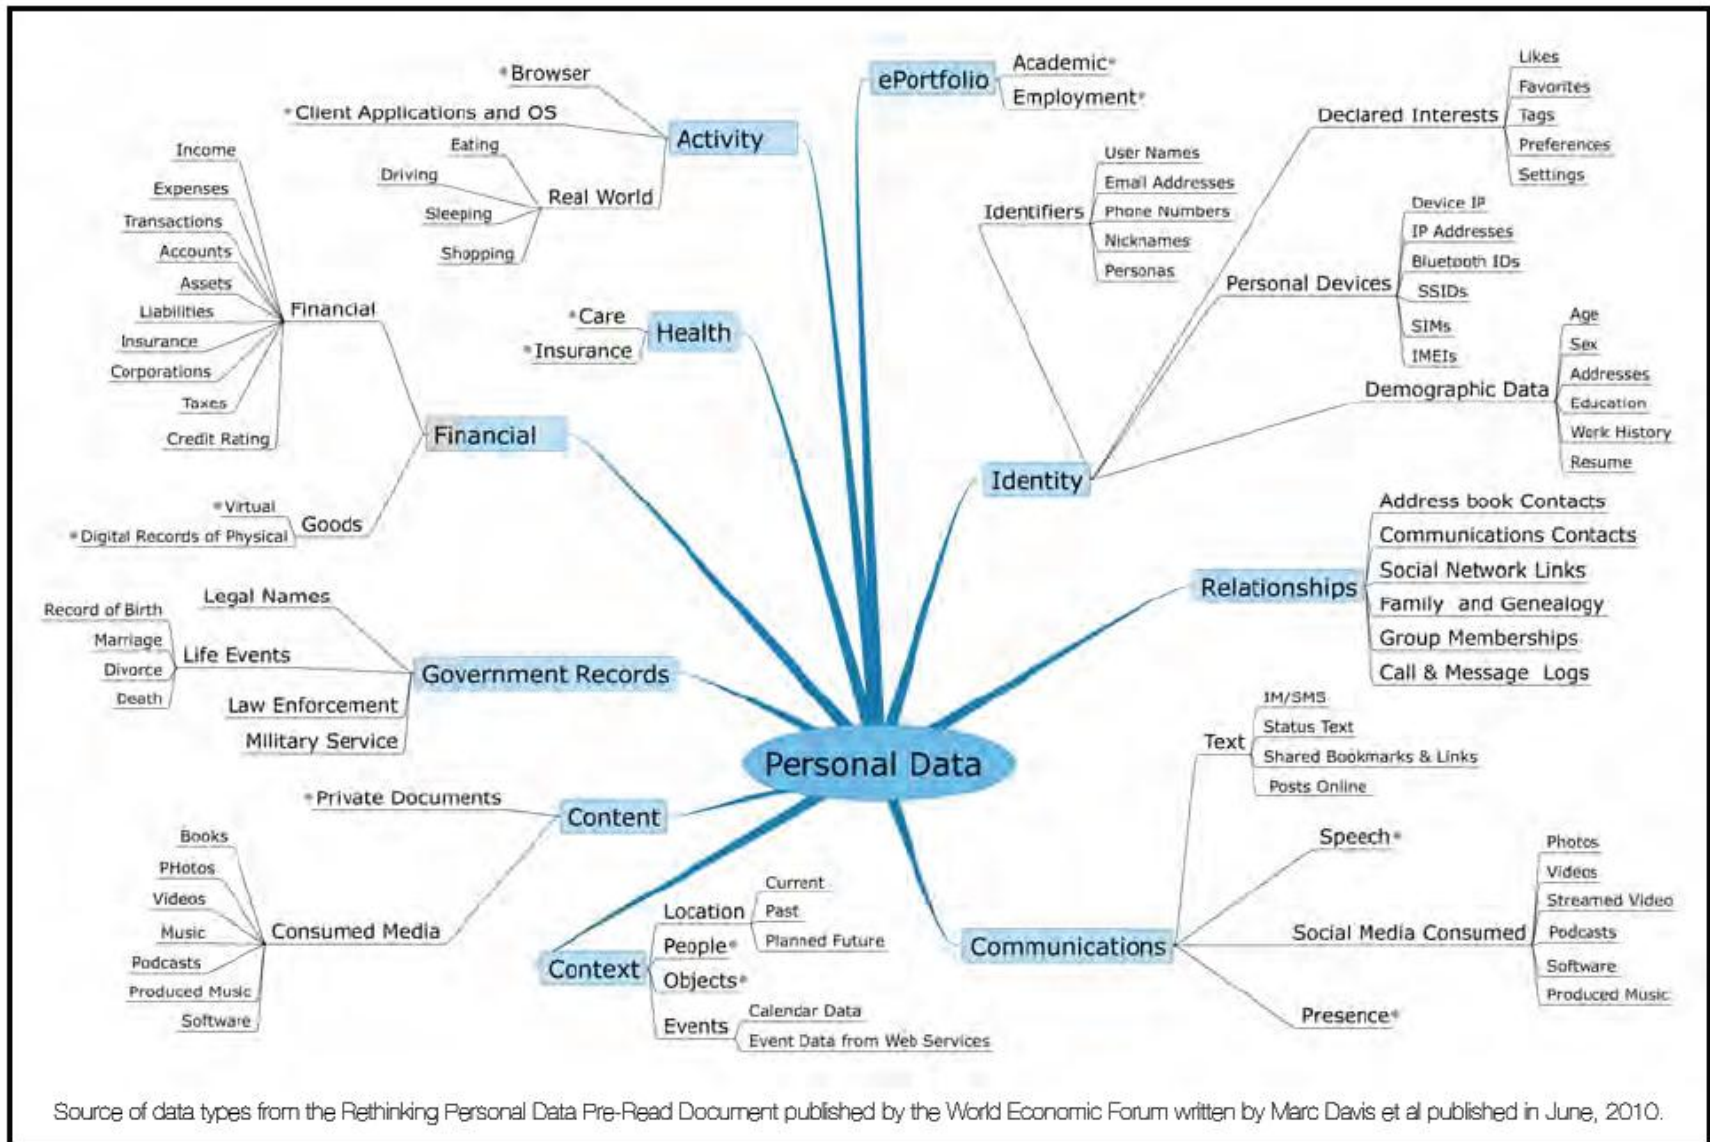 ePortfolio
Academic*
Employment*
*Browser
*Client Applications and OS
Activity
Eating
Driving
Real World
Sleeping
Shopping
Declared Interests
Likes
Favorites
Tags
Preferences
Settings
Identifiers
User Names
Email Addresses
Phone Numbers
Nicknames
Personas
Personal Devices
Device IP
IP Addresses
Bluetooth IDs
SSIDs
SIMs
IMEIs
Demographic Data
Age
Sex
Addresses
Education
Work History
Resume
Identity
Income
Expenses
Transactions
Accounts
Assets
Liabilities
Insurance
Corporations
Taxes
Credit Rating
Financial
*Care
*Insurance
Health
Financial
*Virtual
*Digital Records of Physical
Goods
Relationships
Address book Contacts
Communications Contacts
Social Network Links
Family and Genealogy
Group Memberships
Call & Message Logs
Legal Names
Record of Birth
Marriage
Divorce
Death
Life Events
Law Enforcement
Military Service
Government Records
Personal Data
*Private Documents
Content
Books
PHotos
Videos
Music
Podcasts
Produced Music
Software
Consumed Media
Context
Location
Current
Past
Planned Future
People*
Objects*
Events
Calendar Data
Event Data from Web Services
Communications
Text
IM/SMS
Status Text
Shared Bookmarks & Links
Posts Online
Speech*
Social Media Consumed
Photos
Videos
Streamed Video
Podcasts
Software
Produced Music
Presence*
Source of data types from the Rethinking Personal Data Pre-Read Document published by the World Economic Forum written by Marc Davis et al published in June, 2010.